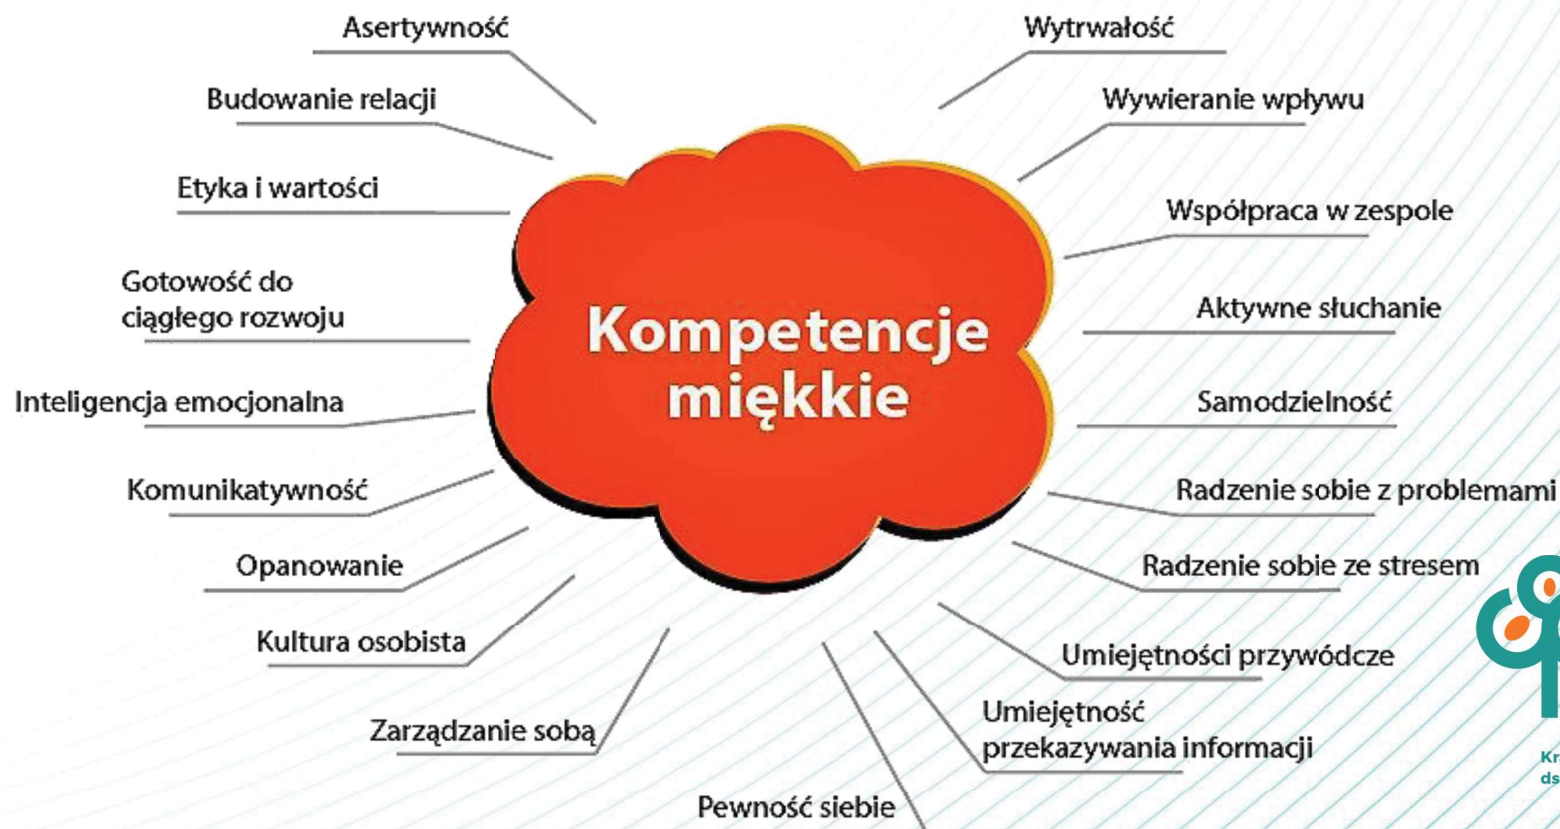 Asertywność
Budowanie relacji
Etyka i wartości
Gotowość do
ciągłego rozwoju
Inteligencja emocjonalna
Komunikatywność
Opanowanie
Kultura osobista
Zarządzanie sobą
Pewność siebie
Kompetencje
miękkie
Wytrwałość
Wywieranie wpływu
Współpraca w zespole
Aktywne słuchanie
Samodzielność
Radzenie sobie z problemami
Radzenie sobie ze stresem
Umiejętności przywódcze
Umiejętność
przekazywania informacji